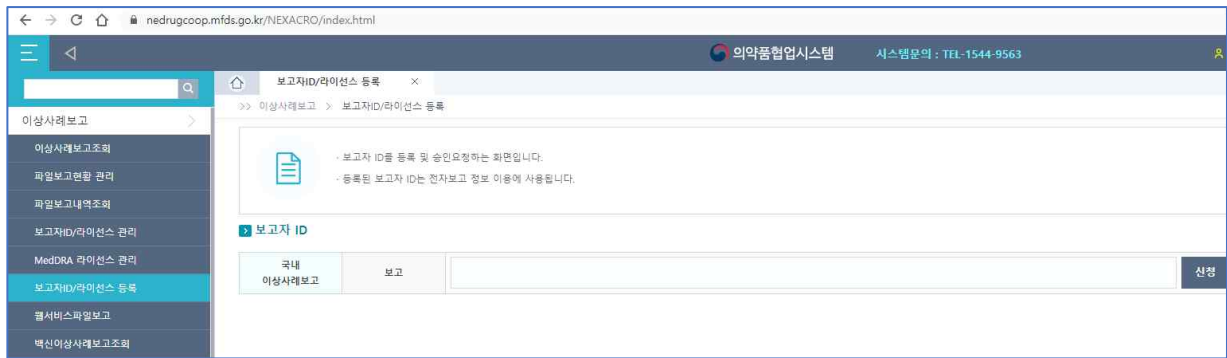 nedrugcoop.mfds.go.kr/NEXACRO/index.html
의약품협업시스템 시스템문의 : TEL-1544-9563
보고자ID/라이선스 등록 ×
>> 이상사례보고 > 보고자ID/라이선스 등록
이상사례보고
이상사례보고조회
파일보고현황 관리
파일보고내역조회
보고자ID/라이선스 관리
MedDRA 라이선스 관리
보고자ID/라이선스 등록
웹서비스파일보고
백신이상사례보고조회
· 보고자 ID를 등록 및 승인요청하는 화면입니다.
· 등록된 보고자 ID는 전자보고 정보 이용에 사용됩니다.
보고자 ID
국내
이상사례보고
보고
신청